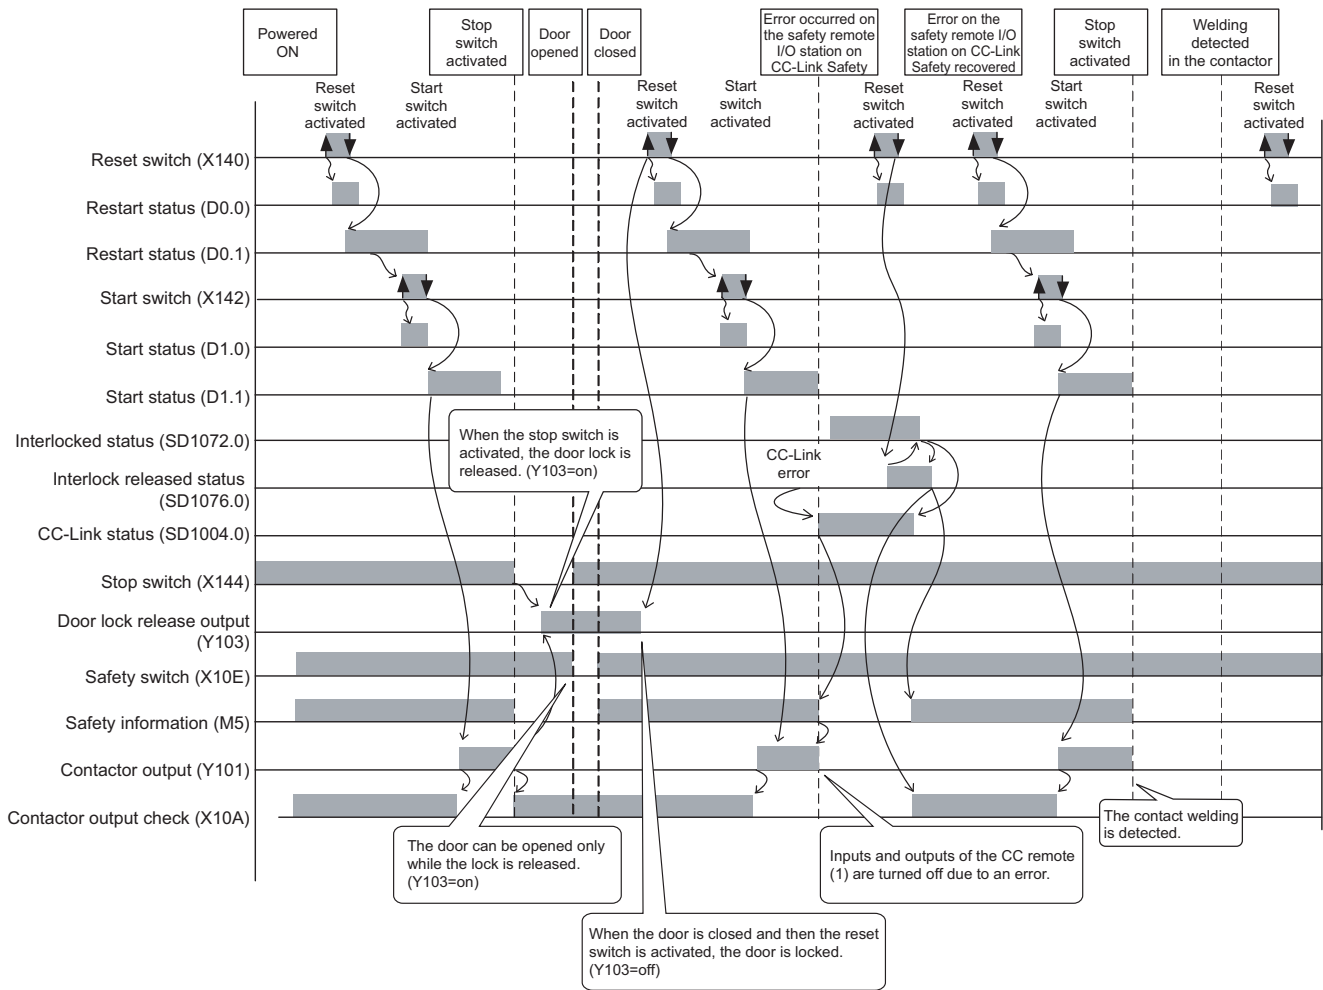 Powered
ON
Stop
switch
activated
Door
opened
Door
closed
Error occurred on
the safety remote
I/O station on
CC-Link Safety
Error on the
safety remote I/O
station on CC-Link
Safety recovered
Stop
switch
activated
Welding
detected
in the contactor
Reset
switch
activated
Start
switch
activated
Reset
switch
activated
Start
switch
activated
Reset
switch
activated
Reset
switch
activated
Start
switch
activated
Reset
switch
activated
Reset switch (X140)
Restart status (D0.0)
Restart status (D0.1)
Start switch (X142)
Start status (D1.0)
Start status (D1.1)
Interlocked status (SD1072.0)
When the stop switch is
activated, the door lock is
released. (Y103=on)
CC-Link
error
Interlock released status
(SD1076.0)
CC-Link status (SD1004.0)
Stop switch (X144)
Door lock release output
(Y103)
Safety switch (X10E)
Safety information (M5)
Contactor output (Y101)
Contactor output check (X10A)
The contact welding
is detected.
The door can be opened only
while the lock is released.
(Y103=on)
Inputs and outputs of the CC remote
(1) are turned off due to an error.
When the door is closed and then the reset
switch is activated, the door is locked.
(Y103=off)